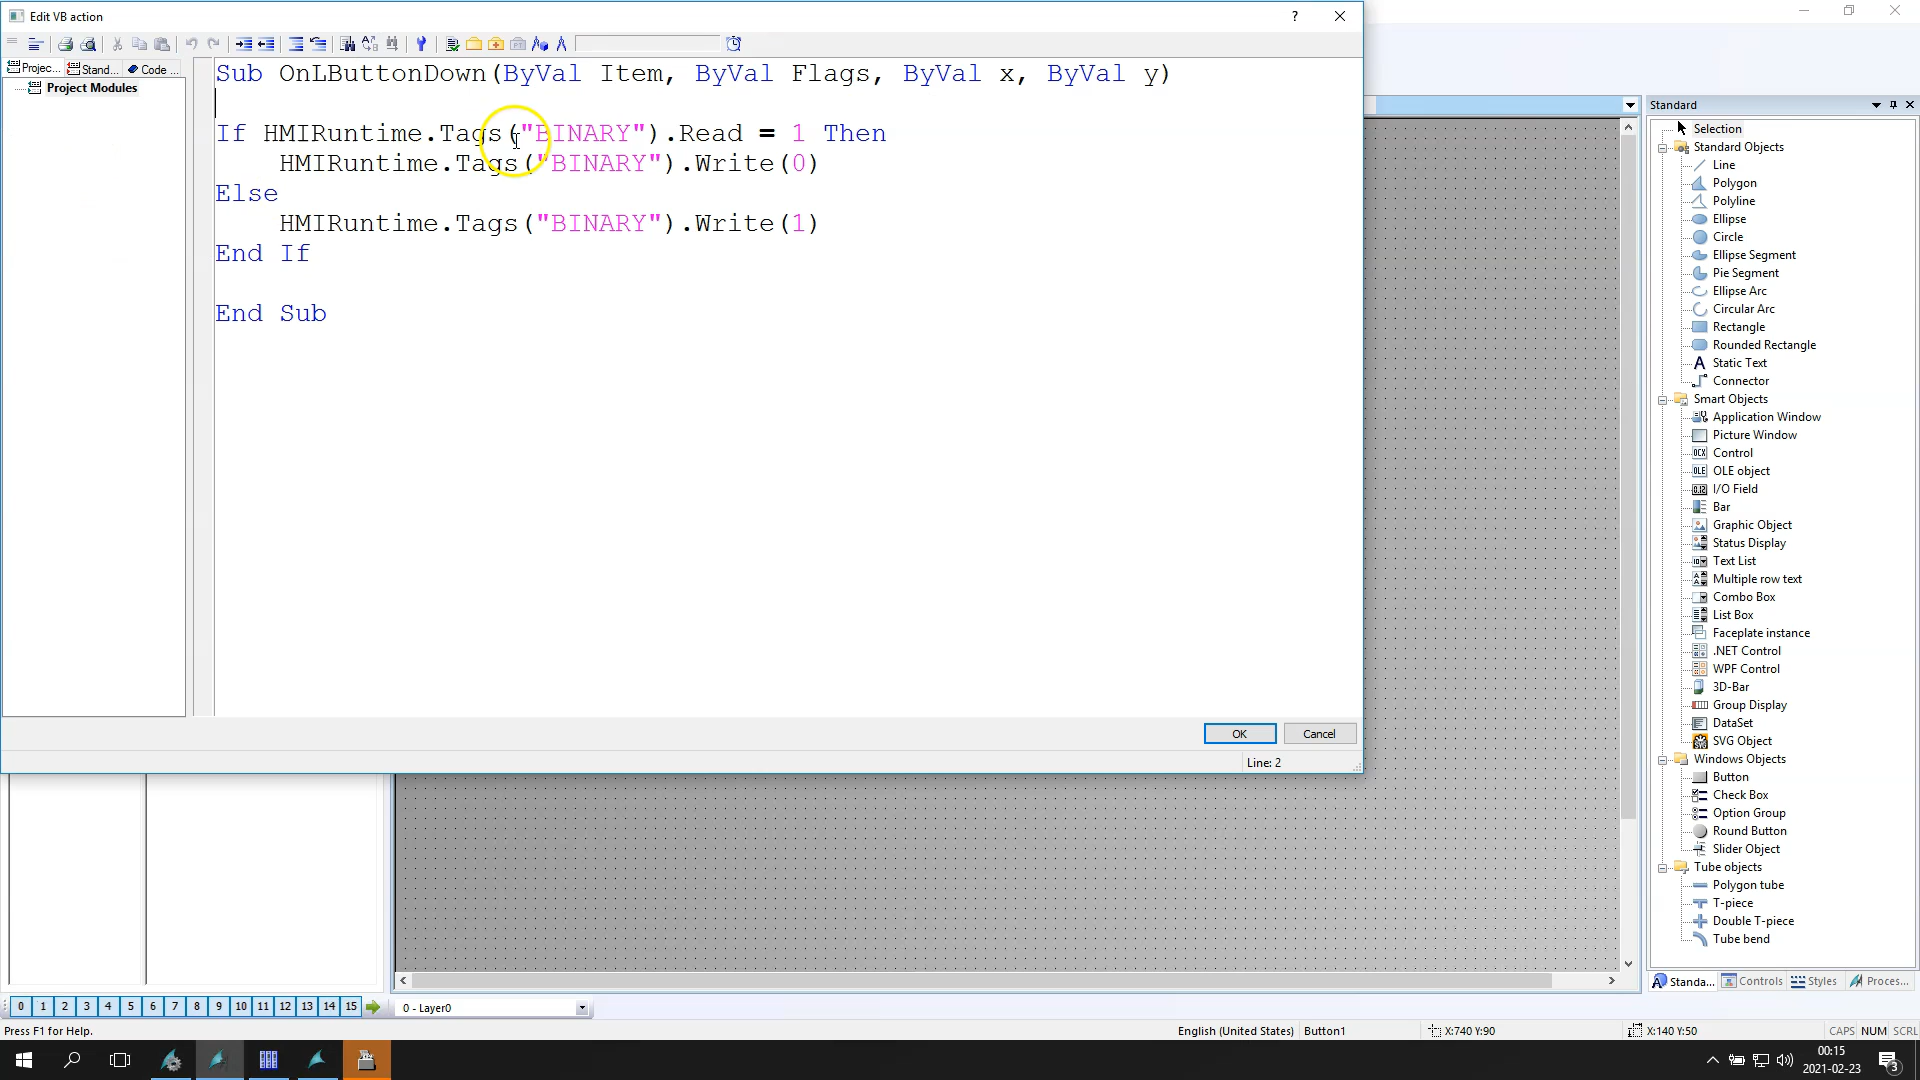 Edit VB action
?
Projec...
Stand...
Code ...
Project Modules
Sub OnLButtonDown(ByVal Item, ByVal Flags, ByVal x, ByVal y)
If HMIRuntime.Tags("BINARY").Read = 1 Then
    HMIRuntime.Tags("BINARY").Write(0)
Else
    HMIRuntime.Tags("BINARY").Write(1)
End If
End Sub
OK
Cancel
Line: 2
Standard
Selection
Standard Objects
Line
Polygon
Polyline
Ellipse
Circle
Ellipse Segment
Pie Segment
Ellipse Arc
Circular Arc
Rectangle
Rounded Rectangle
Static Text
Connector
Smart Objects
Application Window
Picture Window
Control
OLE object
I/O Field
Bar
Graphic Object
Status Display
Text List
Multiple row text
Combo Box
List Box
Faceplate instance
.NET Control
WPF Control
3D-Bar
Group Display
DataSet
SVG Object
Windows Objects
Button
Check Box
Option Group
Round Button
Slider Object
Tube objects
Polygon tube
T-piece
Double T-piece
Tube bend
Standa...
Controls
Styles
Proces...
0 1 2 3 4 5 6 7 8 9 10 11 12 13 14 15
0 - Layer0
Press F1 for Help.
English (United States)
Button1
X:740 Y:90
X:140 Y:50
CAPS NUM SCRL
00:15
2021-02-23
3